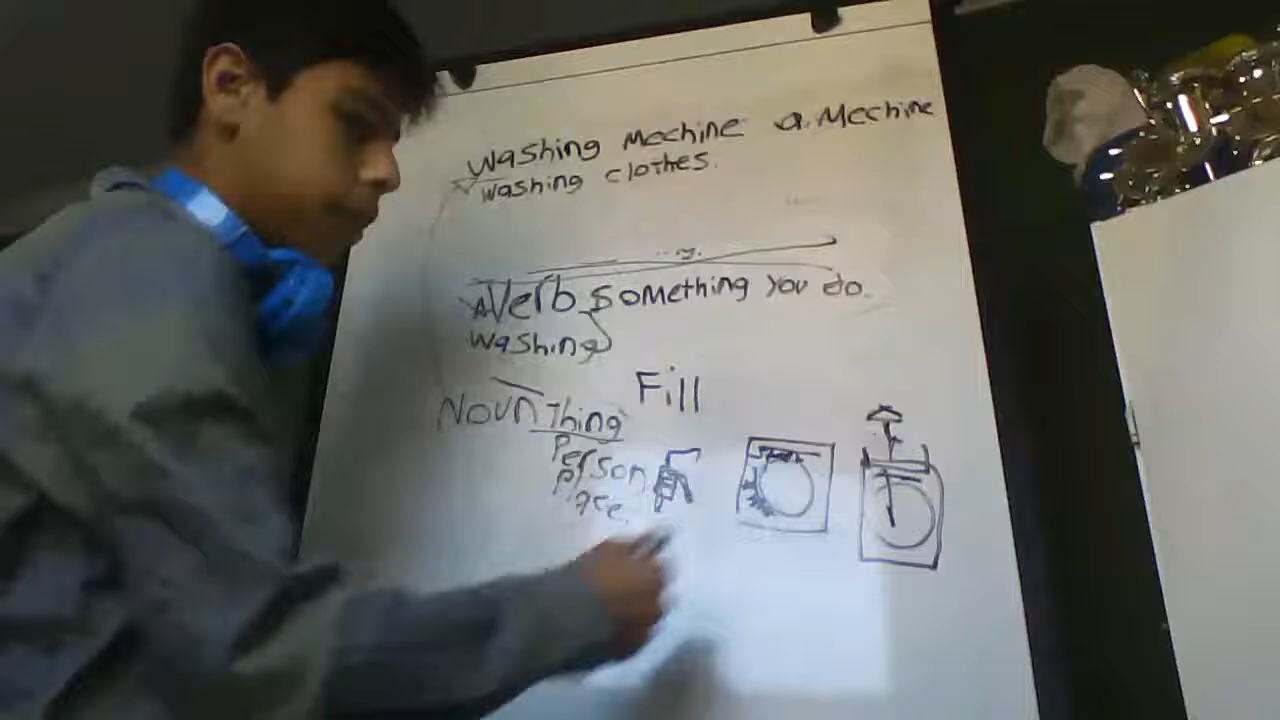 Washing Mechine a Mechine
washing clothes.
A Verb something you do.
washing
Fill
Noun Thing
Person
Place